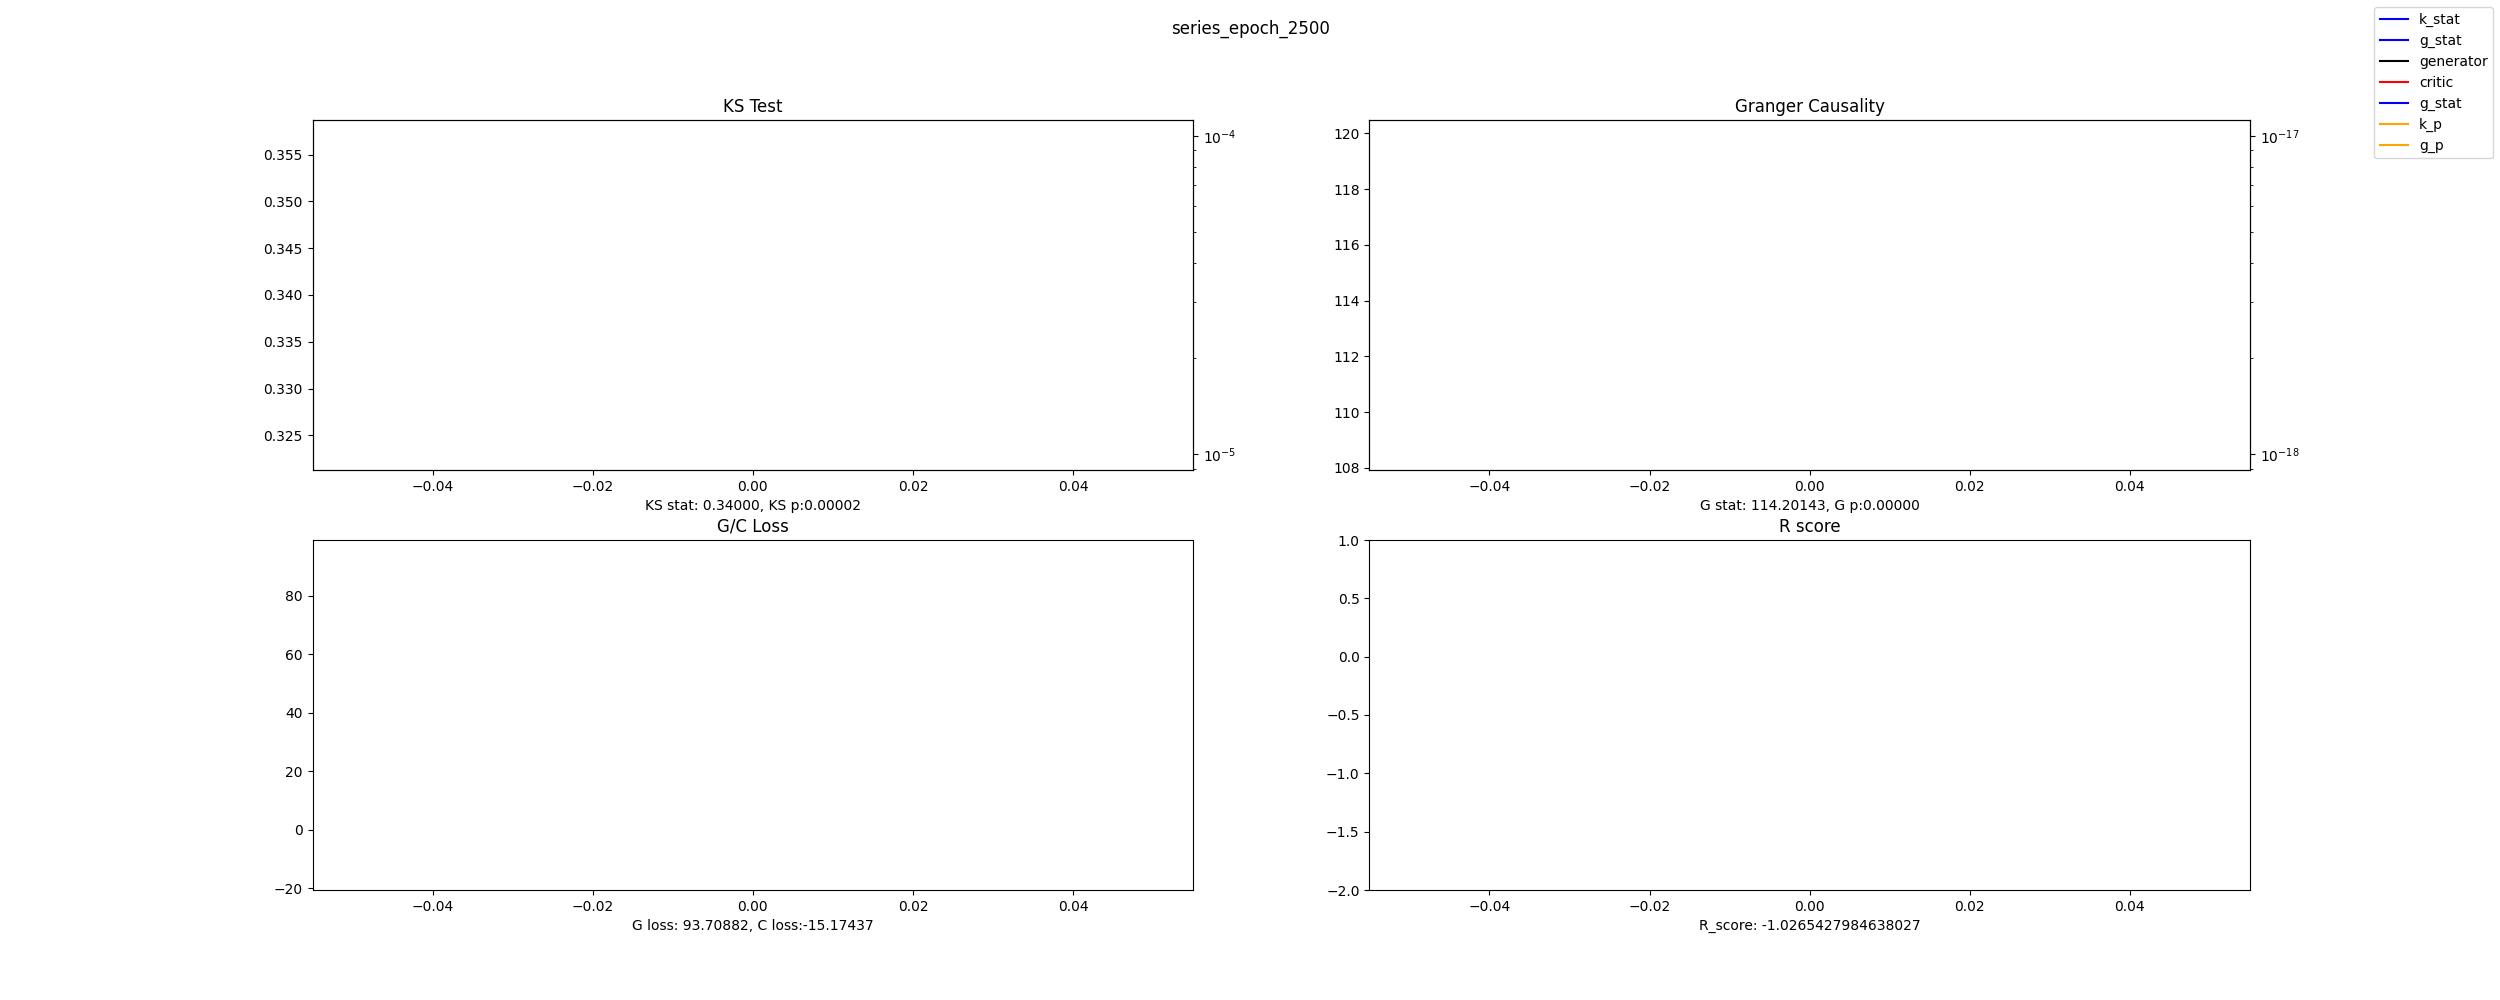 series_epoch_2500
k_stat
g_stat
generator
critic
g_stat
k_p
g_p
KS Test
0.355
0.350
0.345
0.340
0.335
0.330
0.325
10⁻⁴
10⁻⁵
−0.04 −0.02 0.00 0.02 0.04
KS stat: 0.34000, KS p:0.00002
Granger Causality
120
118
116
114
112
110
108
10⁻¹⁷
10⁻¹⁸
−0.04 −0.02 0.00 0.02 0.04
G stat: 114.20143, G p:0.00000
G/C Loss
80
60
40
20
0
−20
−0.04 −0.02 0.00 0.02 0.04
G loss: 93.70882, C loss:-15.17437
R score
1.0
0.5
0.0
−0.5
−1.0
−1.5
−2.0
−0.04 −0.02 0.00 0.02 0.04
R_score: -1.0265427984638027